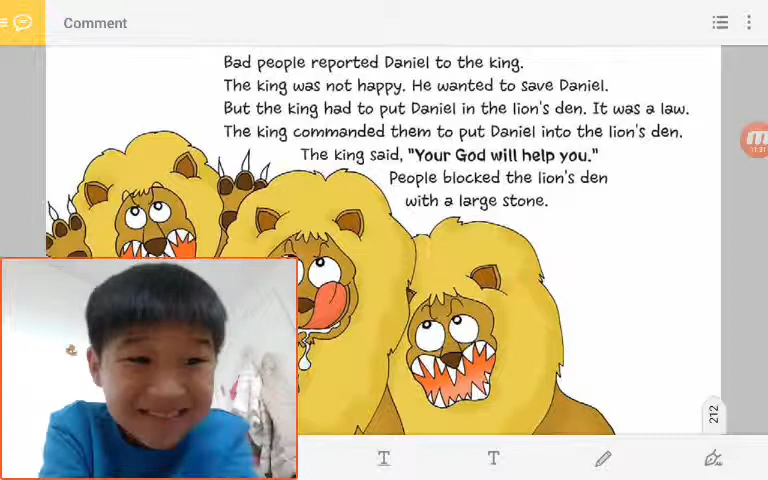 Comment
Bad people reported Daniel to the king.
The king was not happy. He wanted to save Daniel.
But the king had to put Daniel in the lion's den. It was a law.
The king commanded them to put Daniel into the lion's den.
The king said, "Your God will help you."
People blocked the lion's den
with a large stone.
212
T
T